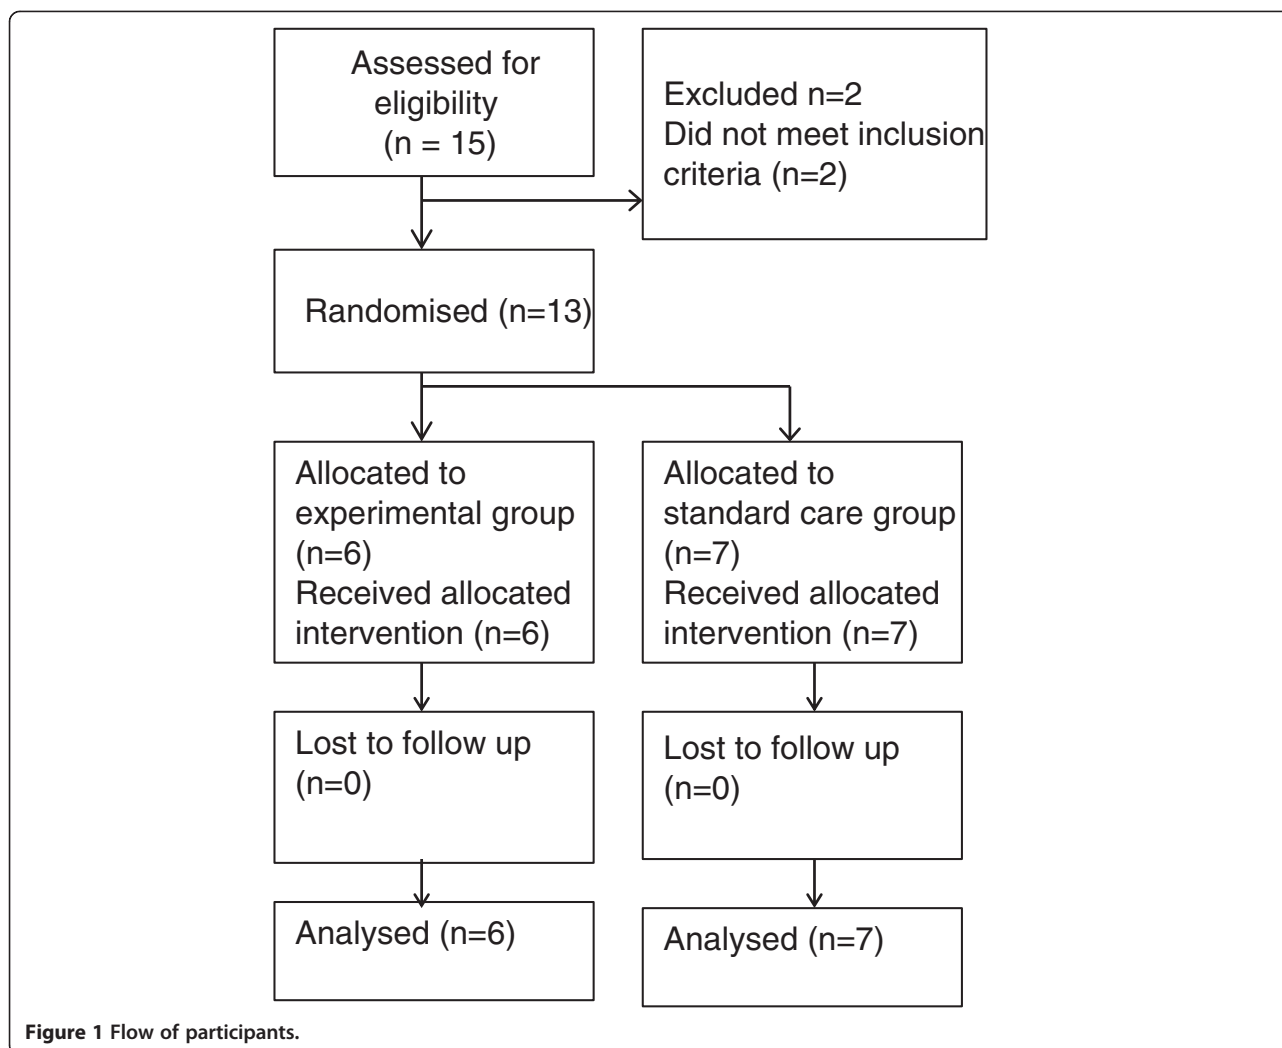 Assessed for
eligibility
(n = 15)
Excluded n=2
Did not meet inclusion
criteria (n=2)
Randomised (n=13)
Allocated to
experimental group
(n=6)
Received allocated
intervention (n=6)
Allocated to
standard care group
(n=7)
Received allocated
intervention (n=7)
Lost to follow up
(n=0)
Lost to follow up
(n=0)
Analysed (n=6)
Analysed (n=7)
Figure 1 Flow of participants.